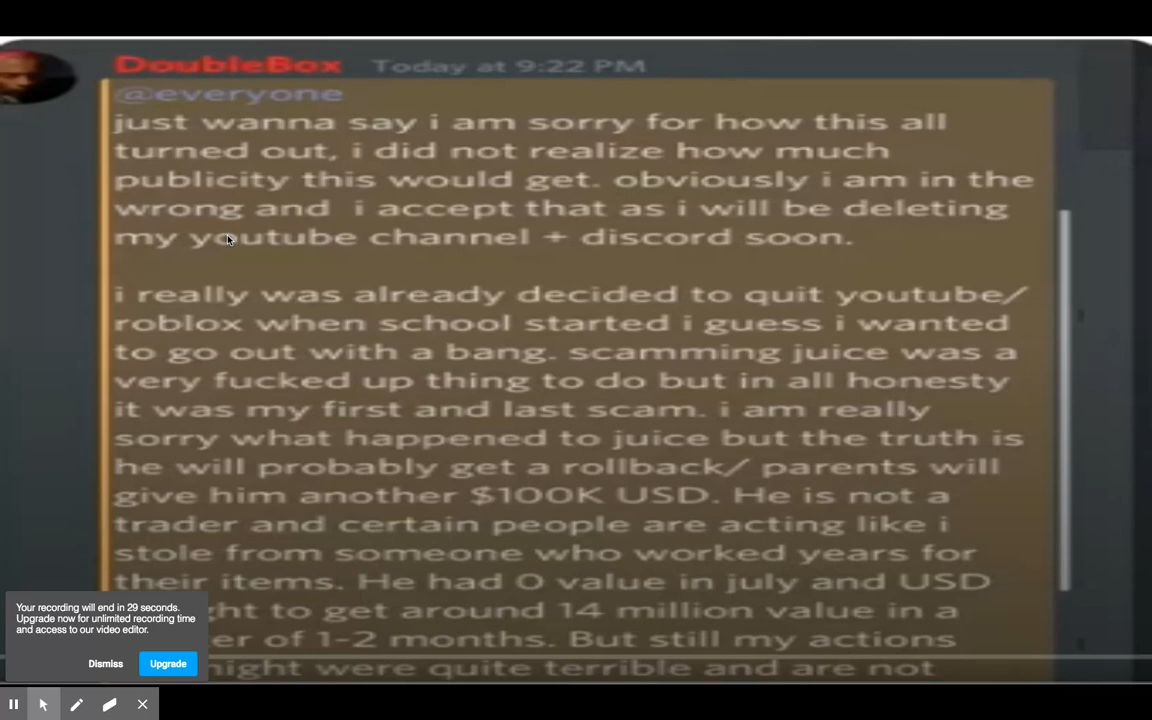 DoubleBox Today at 9:22 PM
@everyone
just wanna say i am sorry for how this all
turned out, i did not realize how much
publicity this would get. obviously i am in the
wrong and i accept that as i will be deleting
my youtube channel + discord soon.
i really was already decided to quit youtube/
roblox when school started i guess i wanted
to go out with a bang. scamming juice was a
very fucked up thing to do but in all honesty
it was my first and last scam. i am really
sorry what happened to juice but the truth is
he will probably get a rollback/ parents will
give him another $100K USD. He is not a
trader and certain people are acting like i
stole from someone who worked years for
their items. He had 0 value in july and USD
ght to get around 14 million value in a
er of 1-2 months. But still my actions
night were quite terrible and are not
Your recording will end in 29 seconds.
Upgrade now for unlimited recording time
and access to our video editor.
Dismiss Upgrade